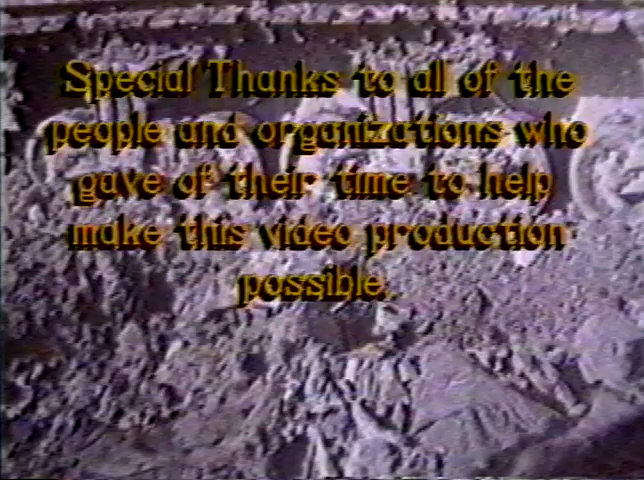 Special Thanks to all of the
people and organizations who
gave of their time to help
make this video production
possible.